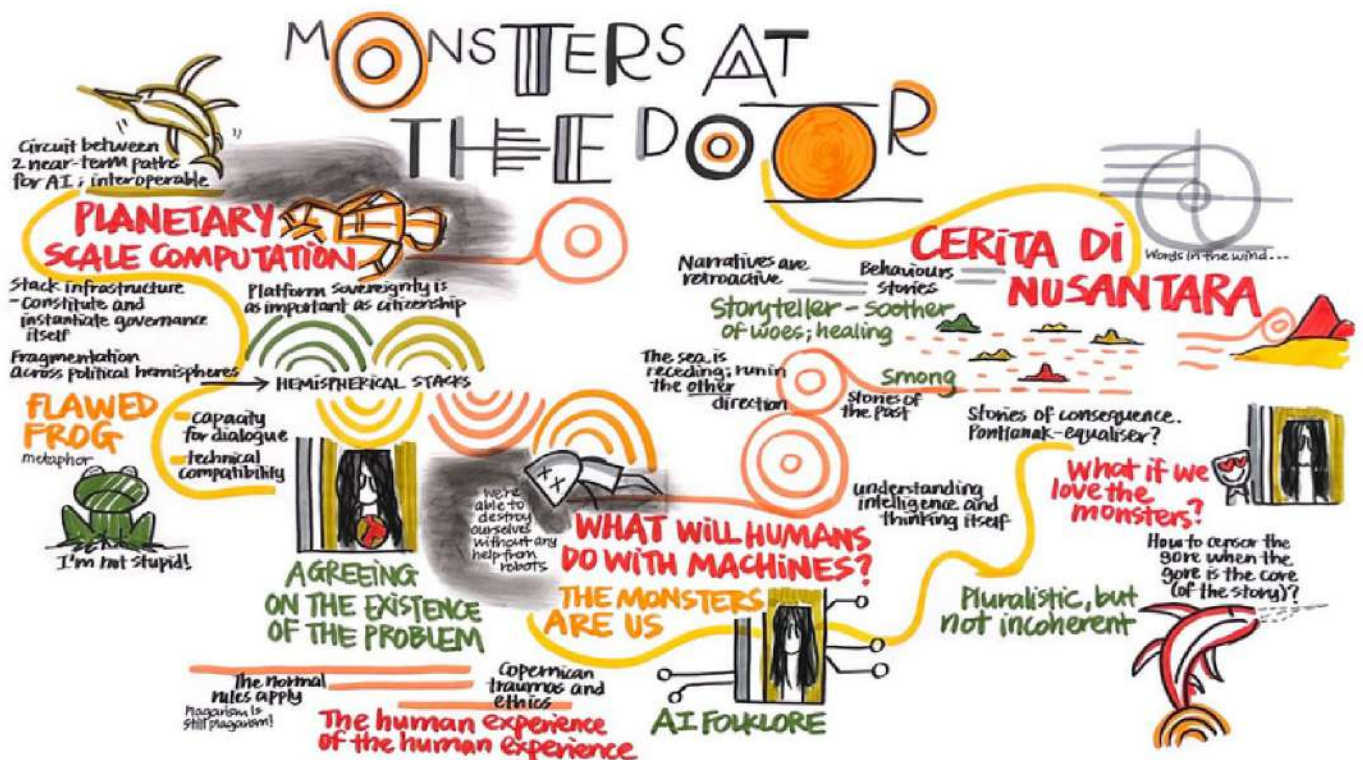 MONSTERS AT
THE DOOR
Circuit between
2 near-term paths
for AI; interoperable
PLANETARY
SCALE COMPUTATION
Stack infrastructure
- Constitute and
instantiate governance
itself
Platform sovereignty is
as important as citizenship
Fragmentation
across political hemispheres
HEMISPHERICAL STACKS
FLAWED
FROG
metaphor
- capacity
for dialogue
- technical
compatibility
I'm not stupid!
AGREEING
ON THE EXISTENCE
OF THE PROBLEM
We're
able to
destroy
ourselves
without any
help from
robots
WHAT WILL HUMANS
DO WITH MACHINES?
THE MONSTERS
ARE US
The normal
rules apply
Plagarism is
still plagarism!
Copernican
traumas and
ethics
The human experience
of the human experience
AI FOLKLORE
CERITA DI
NUSANTARA
Words in the wind...
Narratives are
retroactive
Behaviours
stories
Storyteller - Soother
of woes; healing
The sea is
receding; run in
the other
direction
Smong
Stories of
the past
Stories of consequence.
Pontianak-equaliser?
What if we
love the
monsters?
understanding
intelligence and
thinking itself
How to censor the
gore when the
gore is the core
(of the story)?
Pluralistic, but
not incoherent